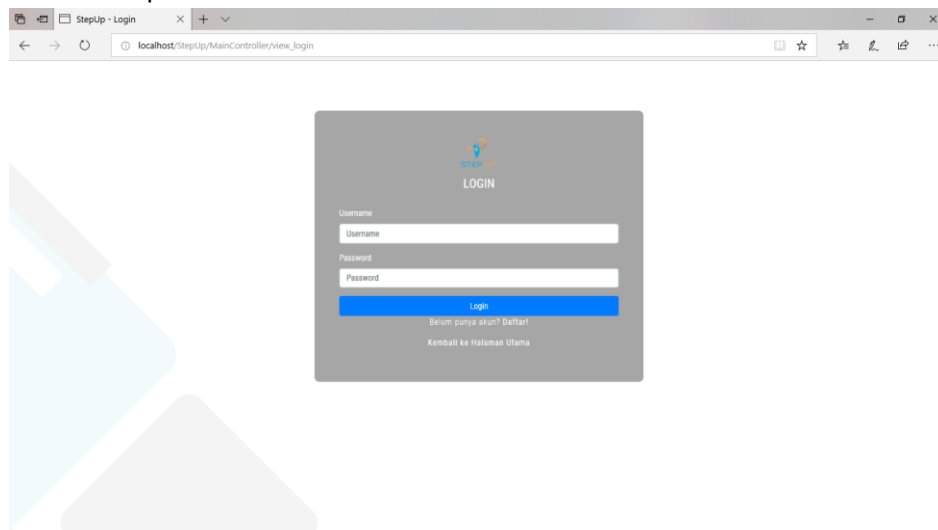 StepUp - Login
localhost/StepUp/MainController/view_login
STEP
LOGIN
Username
Username
Password
Password
Login
Belum punya akun? Daftar!
Kembali ke Halaman Utama